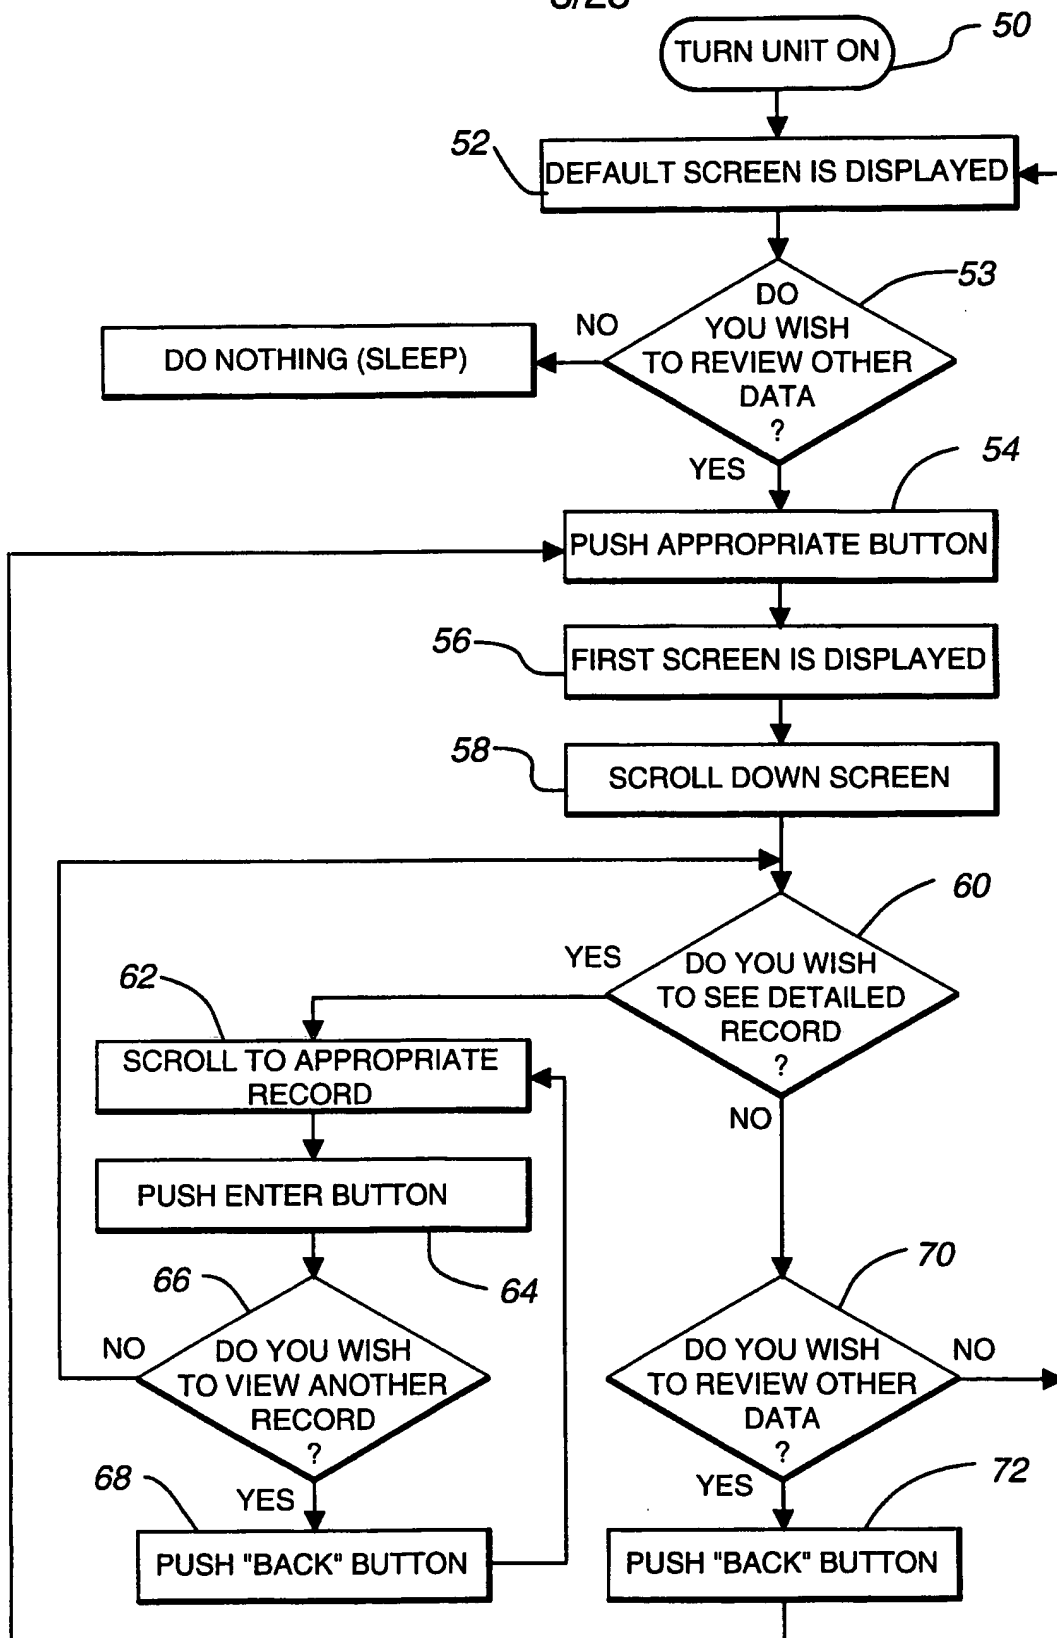 TURN UNIT ON
50
52
DEFAULT SCREEN IS DISPLAYED
53
DO
YOU WISH
TO REVIEW OTHER
DATA
?
NO
DO NOTHING (SLEEP)
YES
54
PUSH APPROPRIATE BUTTON
56
FIRST SCREEN IS DISPLAYED
58
SCROLL DOWN SCREEN
60
YES
DO YOU WISH
TO SEE DETAILED
RECORD
?
62
SCROLL TO APPROPRIATE
RECORD
NO
PUSH ENTER BUTTON
64
66
NO
DO YOU WISH
TO VIEW ANOTHER
RECORD
?
70
DO YOU WISH
TO REVIEW OTHER
DATA
?
NO
68
YES
PUSH "BACK" BUTTON
YES
72
PUSH "BACK" BUTTON